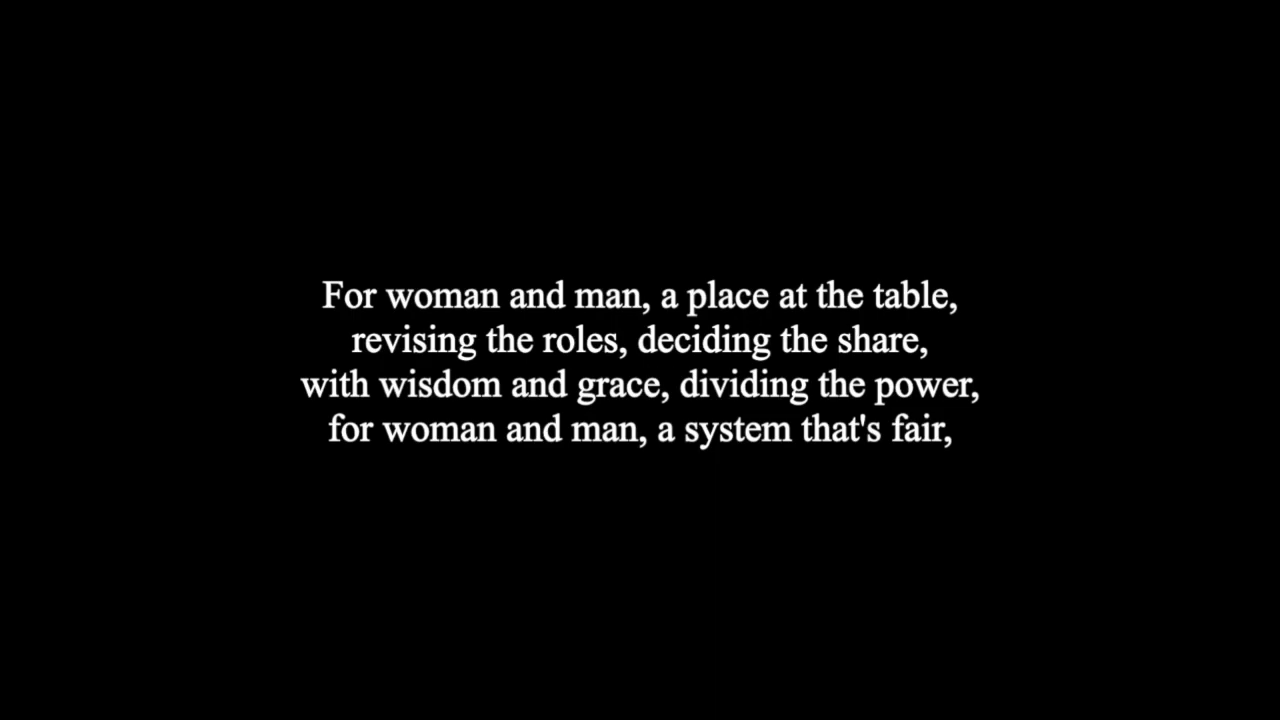 For woman and man, a place at the table,
revising the roles, deciding the share,
with wisdom and grace, dividing the power,
for woman and man, a system that's fair,